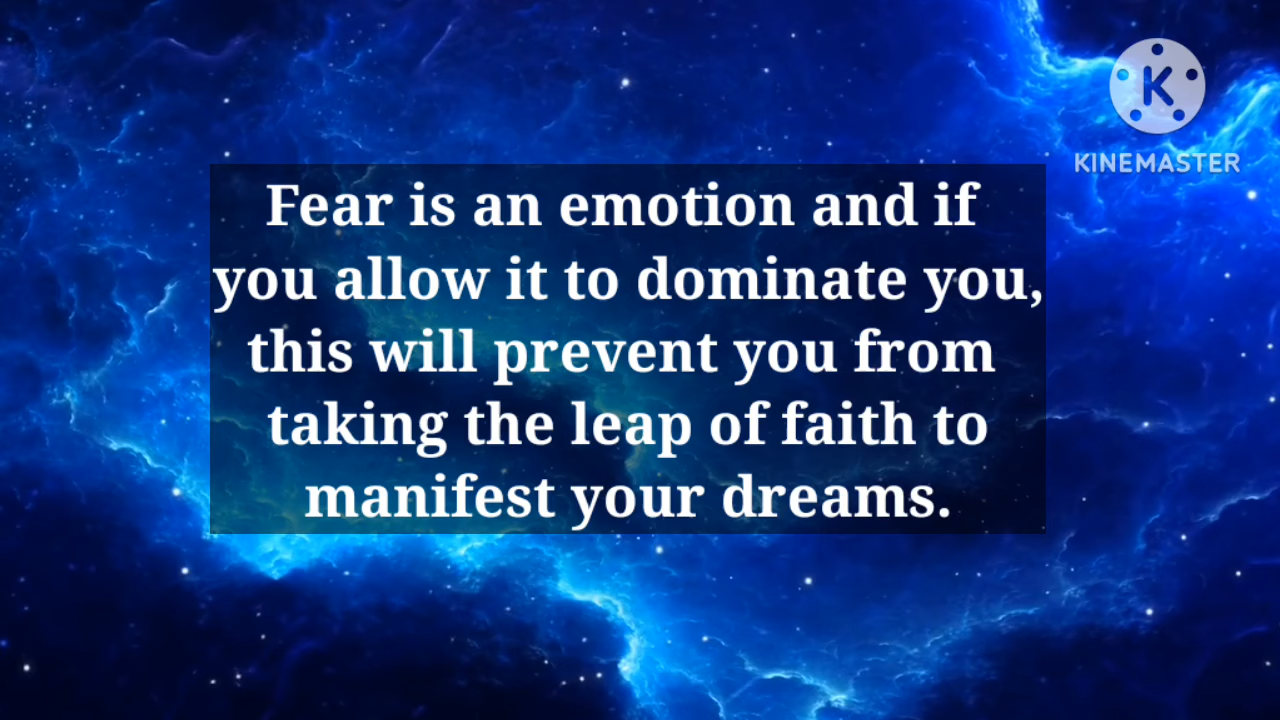 K
KINEMASTER
Fear is an emotion and if
you allow it to dominate you,
this will prevent you from
taking the leap of faith to
manifest your dreams.